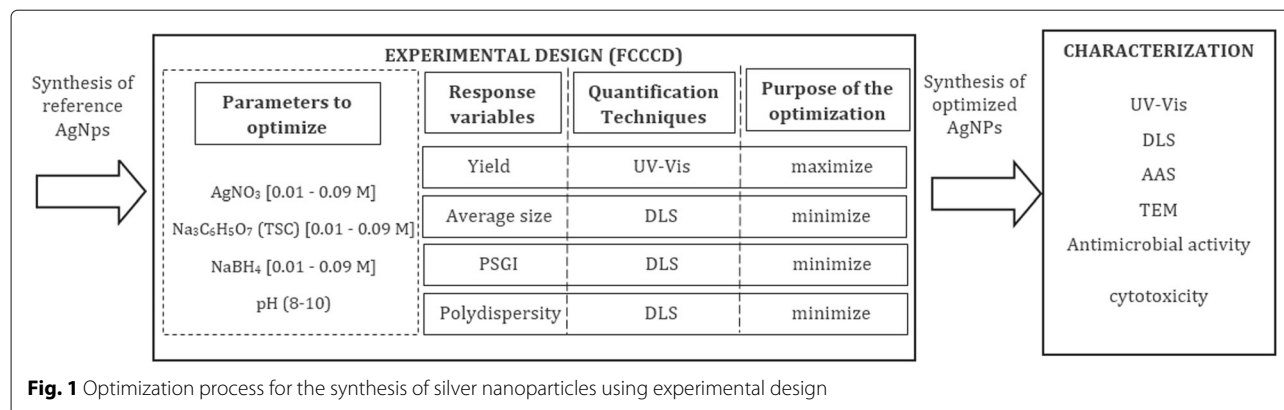 Synthesis of
reference
AgNps
EXPERIMENTAL DESIGN (FCCCD)
Parameters to
optimize
AgNO₃ [0.01 - 0.09 M]
Na₃C₆H₅O₇ (TSC) [0.01 - 0.09 M]
NaBH₄ [0.01 - 0.09 M]
pH (8-10)
Response
variables
Quantification
Techniques
Purpose of the
optimization
Yield UV-Vis maximize
Average size DLS minimize
PSGI DLS minimize
Polydispersity DLS minimize
Synthesis of
optimized
AgNPs
CHARACTERIZATION
UV-Vis
DLS
AAS
TEM
Antimicrobial activity
cytotoxicity
Fig. 1 Optimization process for the synthesis of silver nanoparticles using experimental design